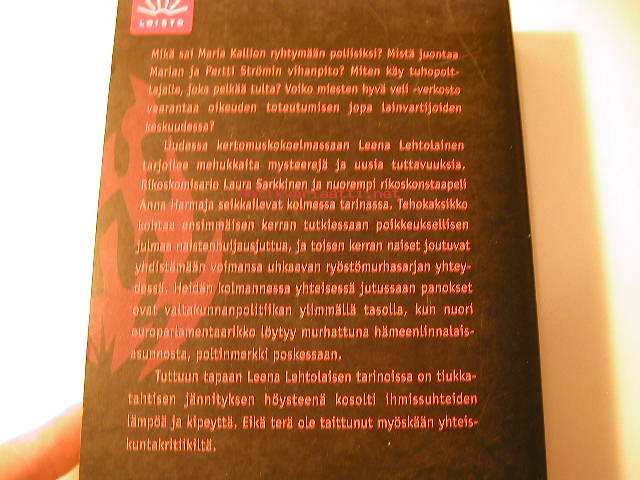 LOISTO
Mikä sai Maria Kallion ryhtymään poliisiksi? Mistä juontaa
Marian ja Pertti Strömin vihanpito? Miten käy tuhopolt-
tajalle, joka pelkää tulta? Voiko miesten hyvä veli -verkosto
vaarantaa oikeuden toteutumisen jopa lainvartijoiden
keskuudessa?
Uudessa kertomuskokoelmassaan Leena Lehtolainen
tarjoilee mehukkaita mysteerejä ja uusia tuttavuuksia.
Rikoskomisario Laura Sarkkinen ja nuorempi rikoskonstaapeli
Anna Harmaja seikkailevat kolmessa tarinassa. Tehokaksikko
kohtaa ensimmäisen kerran tutkiessaan poikkeuksellisen
julmaa naistenhuijausjuttua, ja toisen kerran naiset joutuvat
yhdistämään voimansa uhkaavan ryöstömurhasarjan yhtey-
dessä. Heidän kolmannessa yhteisessä jutussaan panokset
ovat valtakunnanpolitiikan ylimmällä tasolla, kun nuori
europarlamentaarikko löytyy murhattuna hämeenlinnalais-
asunnosta, poltinmerkki poskessaan.
Tuttuun tapaan Leena Lehtolaisen tarinoissa on tiukka-
tahtisen jännityksen höysteenä kosolti ihmissuhteiden
lämpöä ja kipeyttä. Eikä terä ole taittunut myöskään yhteis-
kuntakritiikiltä.